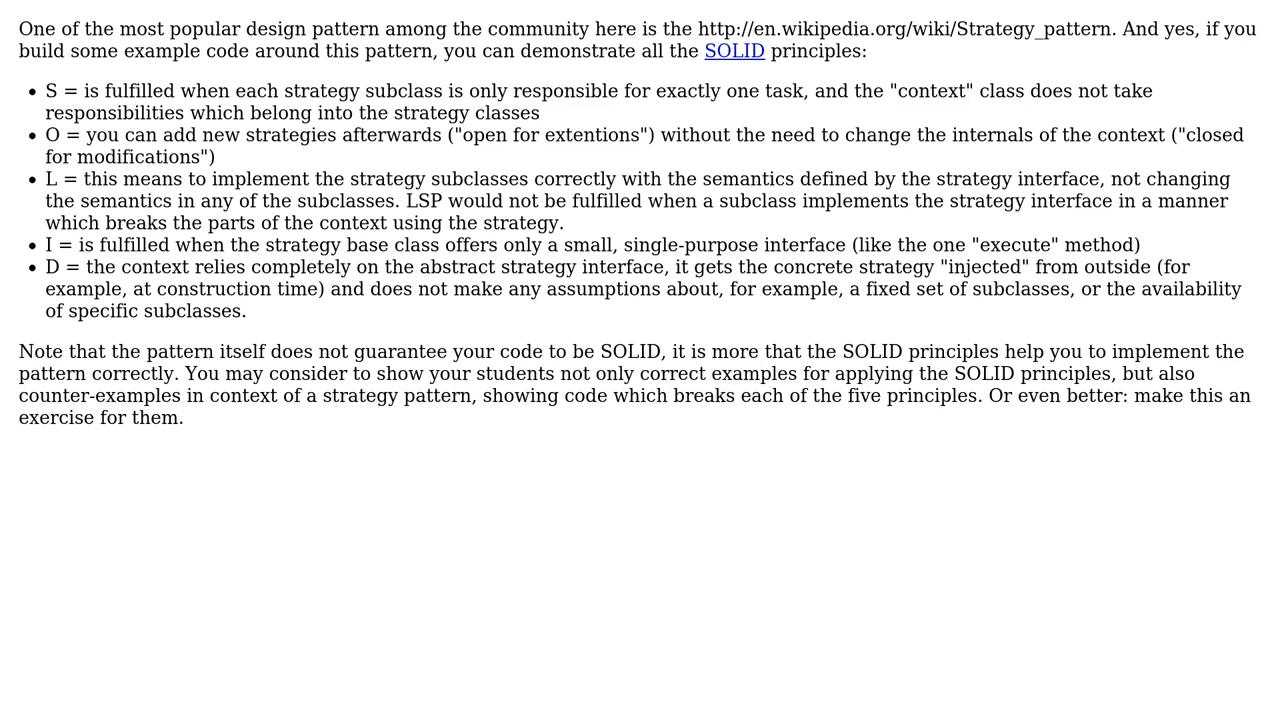 One of the most popular design pattern among the community here is the http://en.wikipedia.org/wiki/Strategy_pattern. And yes, if you
build some example code around this pattern, you can demonstrate all the SOLID principles:
• S = is fulfilled when each strategy subclass is only responsible for exactly one task, and the "context" class does not take
responsibilities which belong into the strategy classes
• O = you can add new strategies afterwards ("open for extentions") without the need to change the internals of the context ("closed
for modifications")
• L = this means to implement the strategy subclasses correctly with the semantics defined by the strategy interface, not changing
the semantics in any of the subclasses. LSP would not be fulfilled when a subclass implements the strategy interface in a manner
which breaks the parts of the context using the strategy.
• I = is fulfilled when the strategy base class offers only a small, single-purpose interface (like the one "execute" method)
• D = the context relies completely on the abstract strategy interface, it gets the concrete strategy "injected" from outside (for
example, at construction time) and does not make any assumptions about, for example, a fixed set of subclasses, or the availability
of specific subclasses.
Note that the pattern itself does not guarantee your code to be SOLID, it is more that the SOLID principles help you to implement the
pattern correctly. You may consider to show your students not only correct examples for applying the SOLID principles, but also
counter-examples in context of a strategy pattern, showing code which breaks each of the five principles. Or even better: make this an
exercise for them.